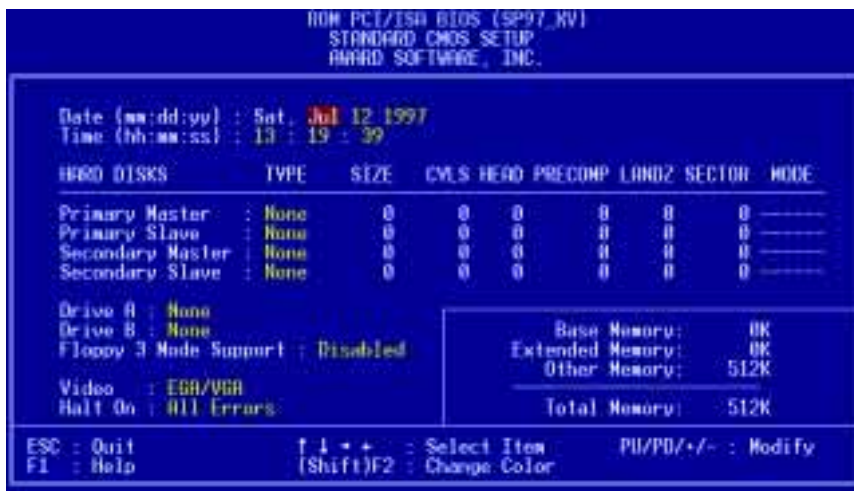 ROM PCI/ISA BIOS (SP97_XV)
STANDARD CMOS SETUP
AWARD SOFTWARE, INC.
Date (mm:dd:yy) : Sat, Jul 12 1997
Time (hh:mm:ss) : 13 : 19 : 39
HARD DISKS TYPE SIZE CYLS HEAD PRECOMP LANDZ SECTOR MODE
Primary Master : None 0 0 0 0 0 0 ------
Primary Slave : None 0 0 0 0 0 0 ------
Secondary Master : None 0 0 0 0 0 0 ------
Secondary Slave : None 0 0 0 0 0 0 ------
Drive A : None
Drive B : None
Floppy 3 Mode Support : Disabled
Video : EGA/VGA
Halt On : All Errors
Base Memory: 0K
Extended Memory: 0K
Other Memory: 512K
Total Memory: 512K
ESC : Quit ↑ ↓ → ← : Select Item PU/PD/+/- : Modify
F1 : Help (Shift)F2 : Change Color